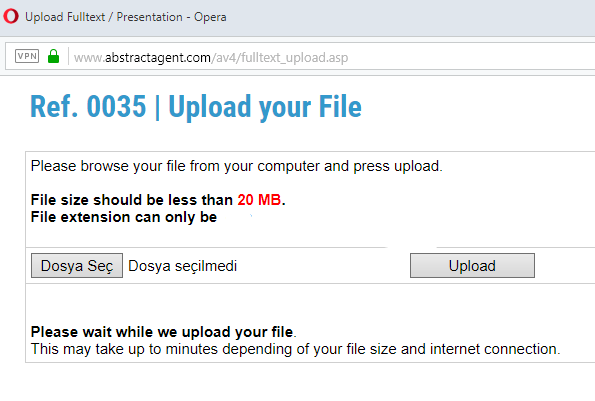 Upload Fulltext / Presentation - Opera
VPN www.abstractagent.com/av4/fulltext_upload.asp
Ref. 0035 | Upload your File
Please browse your file from your computer and press upload.
File size should be less than 20 MB.
File extension can only be
Dosya Seç Dosya seçilmedi Upload
Please wait while we upload your file.
This may take up to minutes depending of your file size and internet connection.